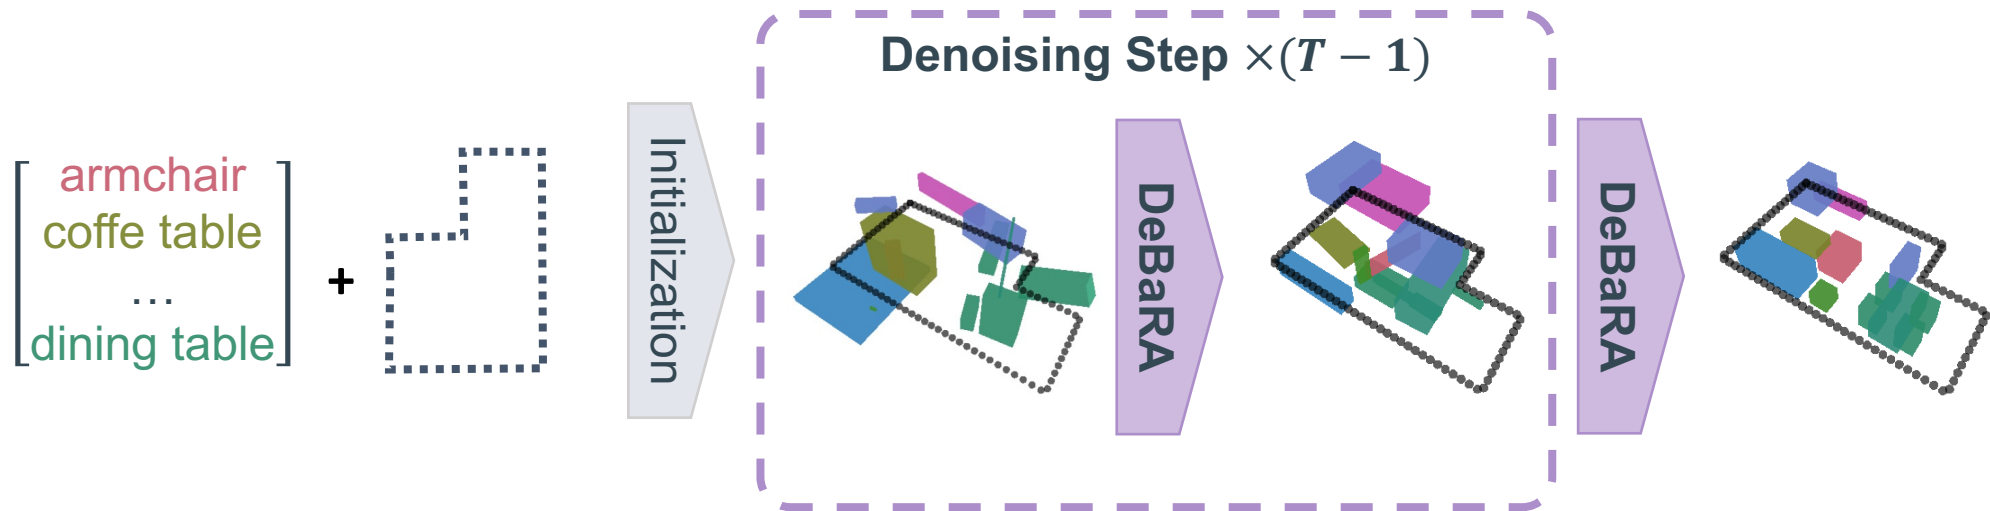 armchair
coffe table
...
dining table
+
Initialization
Denoising Step ×(T − 1)
DeBaRA
DeBaRA